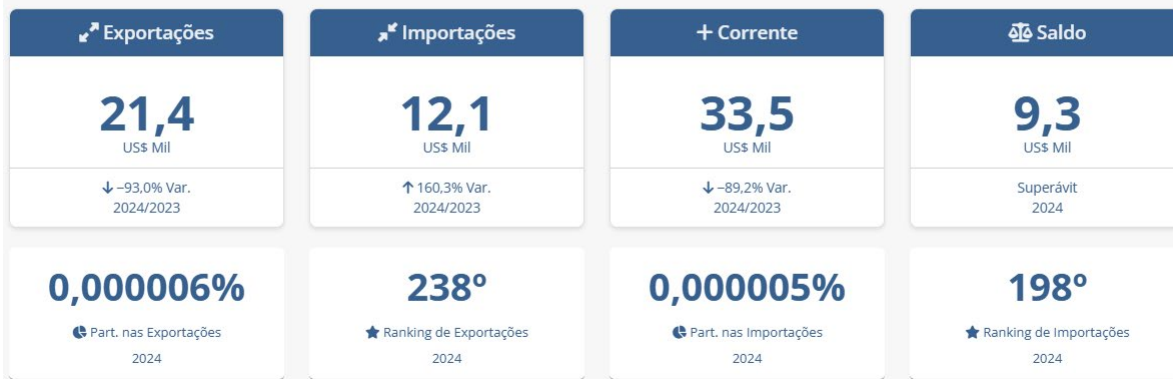 Exportações
21,4
US$ Mil
↓ −93,0% Var.
2024/2023
Importações
12,1
US$ Mil
↑ 160,3% Var.
2024/2023
+ Corrente
33,5
US$ Mil
↓ −89,2% Var.
2024/2023
Saldo
9,3
US$ Mil
Superávit
2024
0,000006%
Part. nas Exportações
2024
238º
Ranking de Exportações
2024
0,000005%
Part. nas Importações
2024
198º
Ranking de Importações
2024